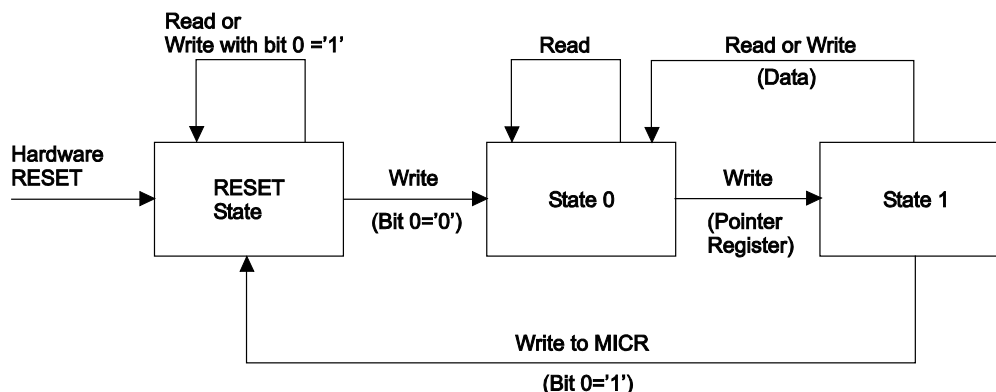 Read or
Write with bit 0 ='1'
Read
Read or Write
(Data)
Hardware
RESET
RESET
State
Write
(Bit 0='0')
State 0
Write
(Pointer
Register)
State 1
Write to MICR
(Bit 0='1')